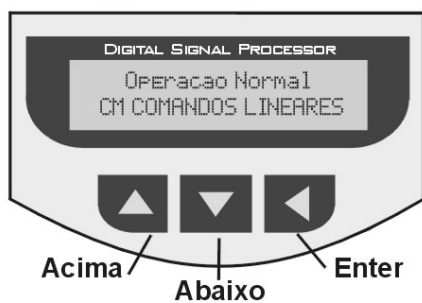 DIGITAL SIGNAL PROCESSOR
Operacao Normal
CM COMANDOS LINEARES
Acima
Abaixo
Enter